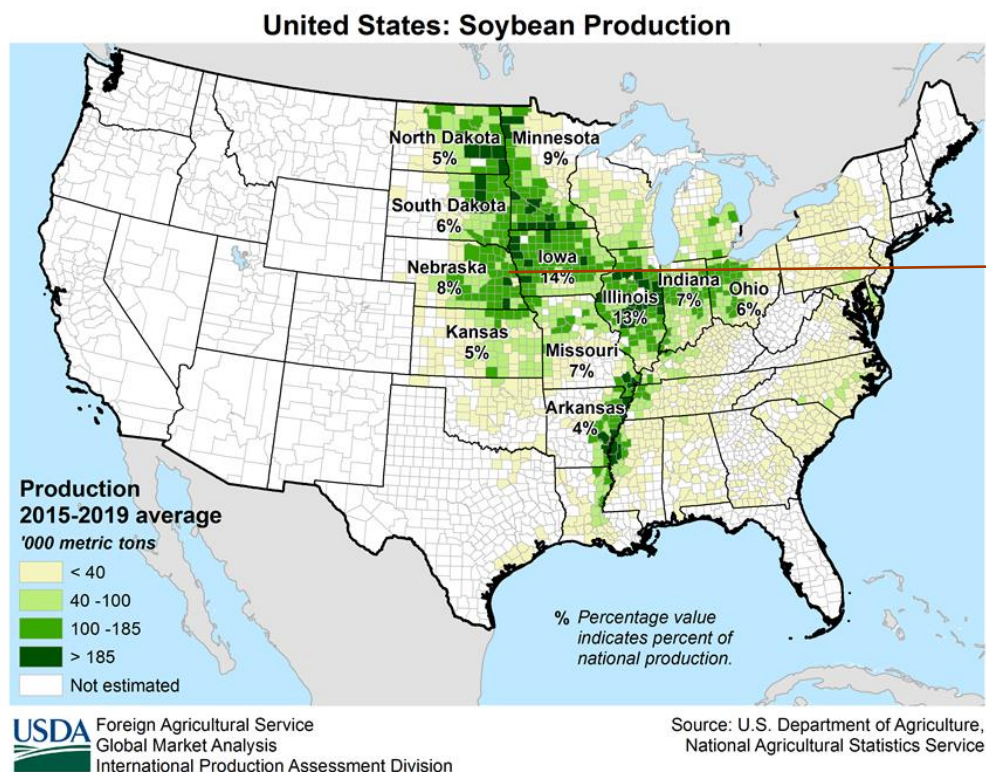 United States: Soybean Production
North Dakota
5%
Minnesota
9%
South Dakota
6%
Nebraska
8%
Iowa
14%
Illinois
13%
Indiana
7%
Ohio
6%
Kansas
5%
Missouri
7%
Arkansas
4%
Production
2015-2019 average
'000 metric tons
< 40
40 -100
100 -185
> 185
Not estimated
% Percentage value
indicates percent of
national production.
USDA
Foreign Agricultural Service
Global Market Analysis
International Production Assessment Division
Source: U.S. Department of Agriculture,
National Agricultural Statistics Service